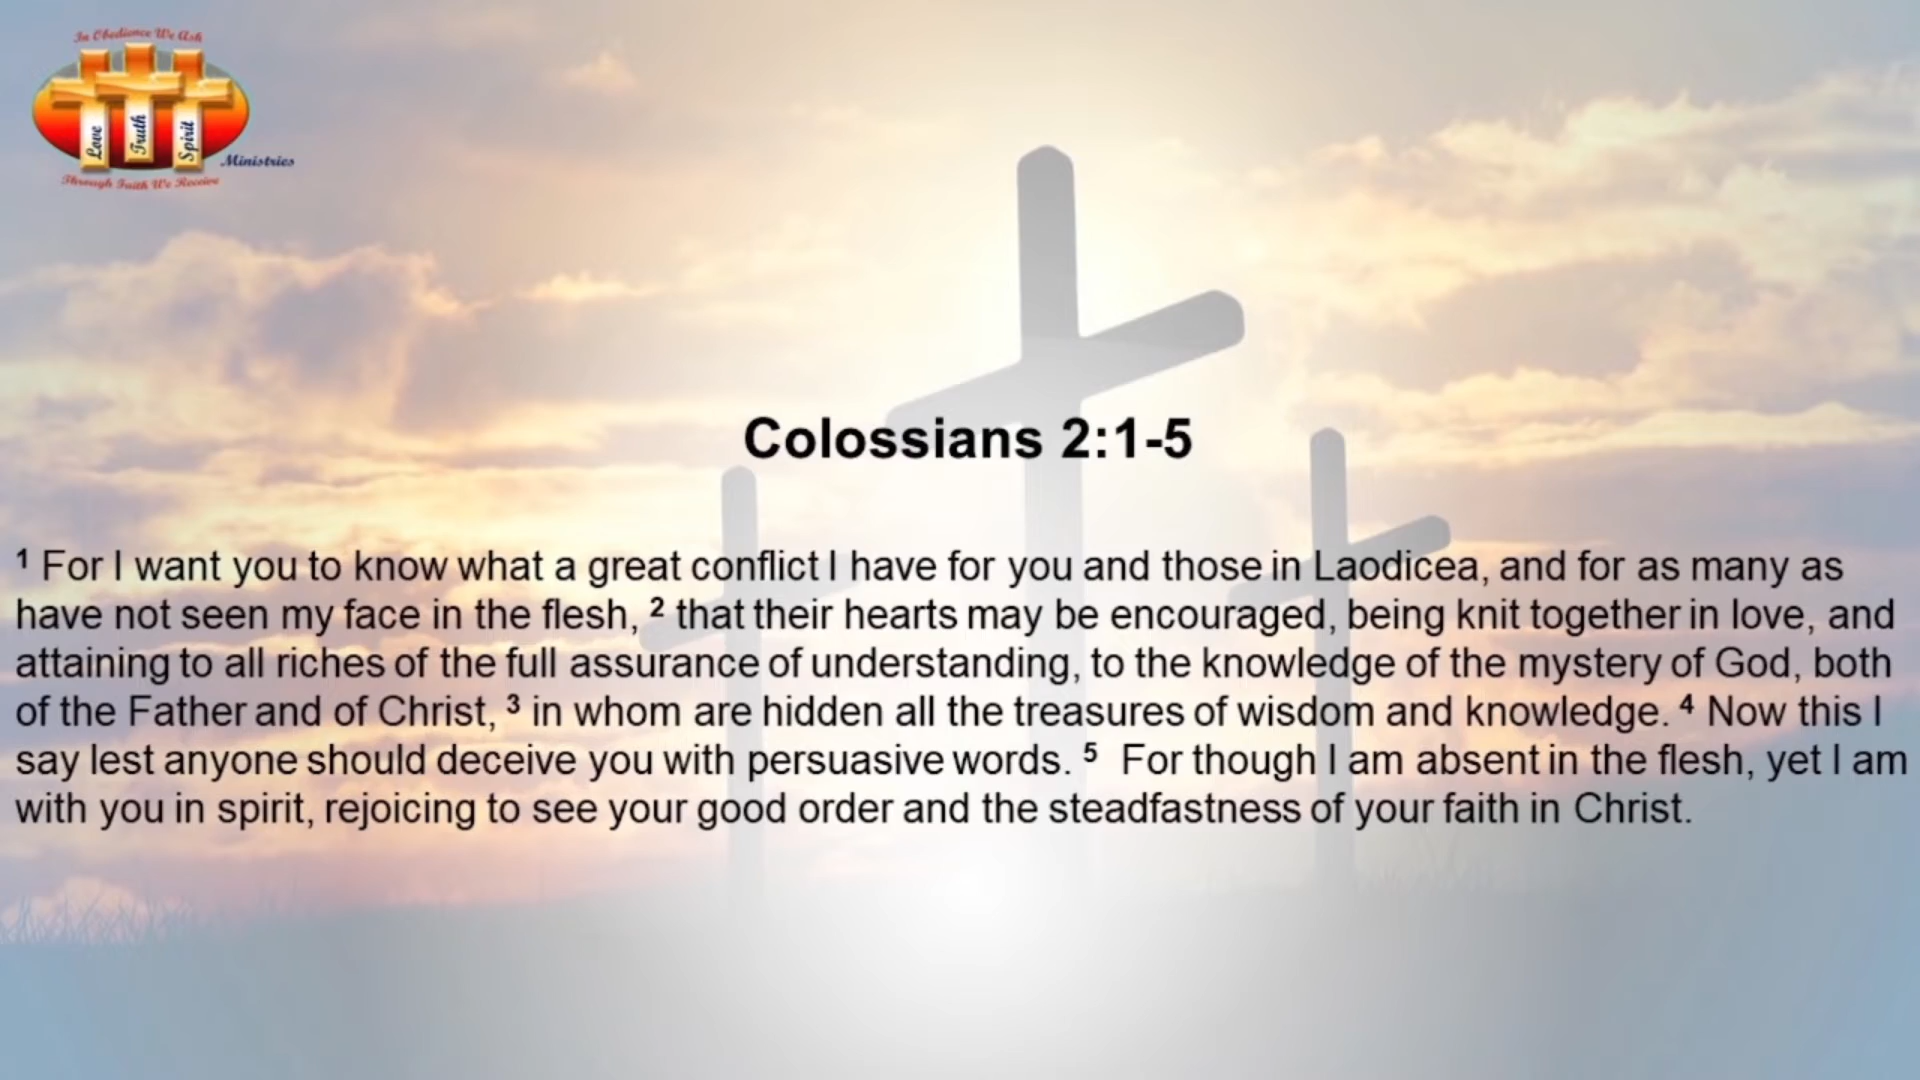 In Obedience We Ask
Love
Truth
Spirit
Ministries
Through Faith We Receive
Colossians 2:1-5
1 For I want you to know what a great conflict I have for you and those in Laodicea, and for as many as
have not seen my face in the flesh, 2 that their hearts may be encouraged, being knit together in love, and
attaining to all riches of the full assurance of understanding, to the knowledge of the mystery of God, both
of the Father and of Christ, 3 in whom are hidden all the treasures of wisdom and knowledge. 4 Now this I
say lest anyone should deceive you with persuasive words. 5 For though I am absent in the flesh, yet I am
with you in spirit, rejoicing to see your good order and the steadfastness of your faith in Christ.